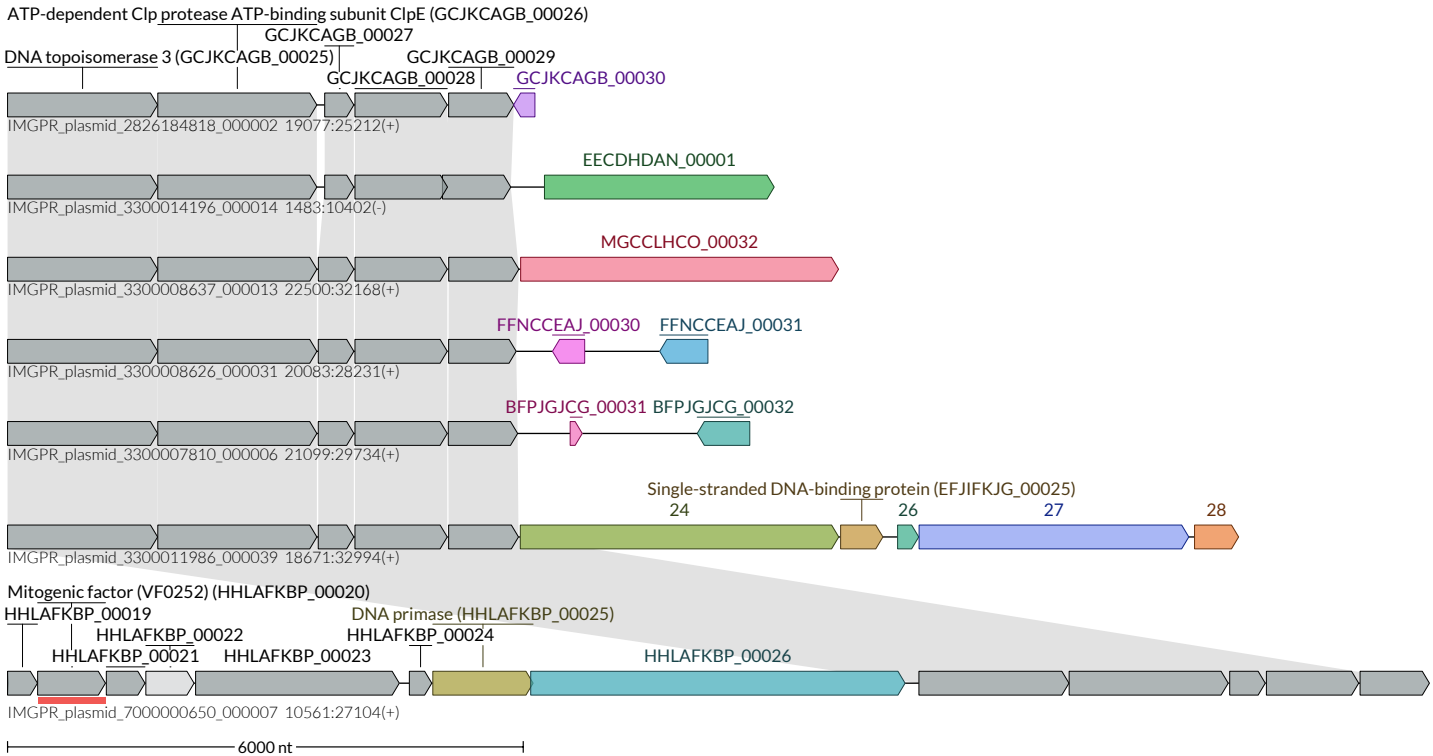 ATP-dependent Clp protease ATP-binding subunit ClpE (GCJKCAGB_00026)
GCJKCAGB_00027
DNA topoisomerase 3 (GCJKCAGB_00025)
GCJKCAGB_00029
GCJKCAGB_00028
GCJKCAGB_00030
IMGPR_plasmid_2826184818_000002 19077:25212(+)
EECDHDAN_00001
IMGPR_plasmid_3300014196_000014 1483:10402(-)
MGCCLHCO_00032
IMGPR_plasmid_3300008637_000013 22500:32168(+)
FFNCCEAJ_00030
FFNCCEAJ_00031
IMGPR_plasmid_3300008626_000031 20083:28231(+)
BFPJGJCG_00031
BFPJGJCG_00032
IMGPR_plasmid_3300007810_000006 21099:29734(+)
Single-stranded DNA-binding protein (EFJIFKJG_00025)
24
26
27
28
IMGPR_plasmid_3300011986_000039 18671:32994(+)
Mitogenic factor (VF0252) (HHLAFKBP_00020)
HHLAFKBP_00019
DNA primase (HHLAFKBP_00025)
HHLAFKBP_00022
HHLAFKBP_00024
HHLAFKBP_00021
HHLAFKBP_00023
HHLAFKBP_00026
IMGPR_plasmid_7000000650_000007 10561:27104(+)
6000 nt